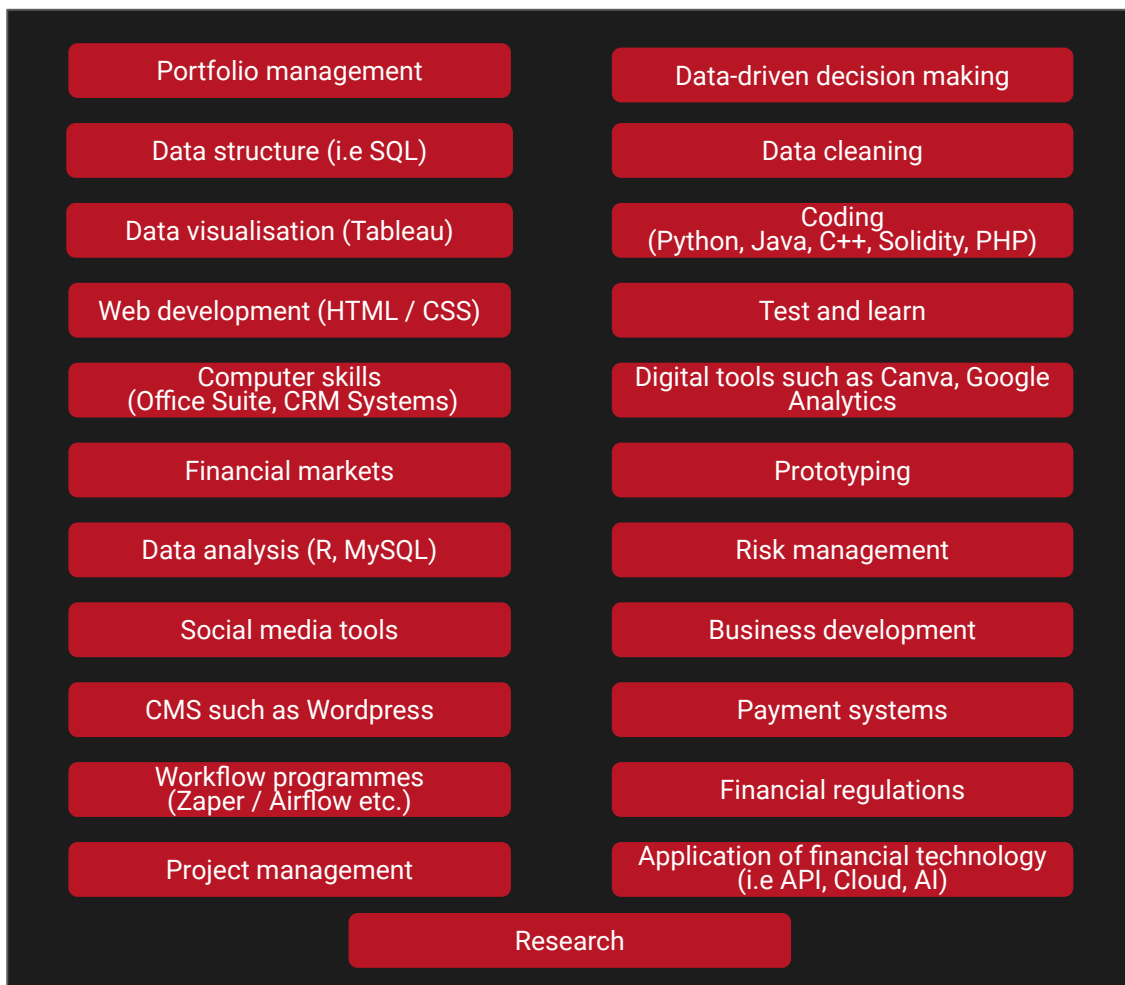 Portfolio management
Data-driven decision making
Data structure (i.e SQL)
Data cleaning
Data visualisation (Tableau)
Coding
(Python, Java, C++, Solidity, PHP)
Web development (HTML / CSS)
Test and learn
Computer skills
(Office Suite, CRM Systems)
Digital tools such as Canva, Google
Analytics
Financial markets
Prototyping
Data analysis (R, MySQL)
Risk management
Social media tools
Business development
CMS such as Wordpress
Payment systems
Workflow programmes
(Zaper / Airflow etc.)
Financial regulations
Project management
Application of financial technology
(i.e API, Cloud, AI)
Research